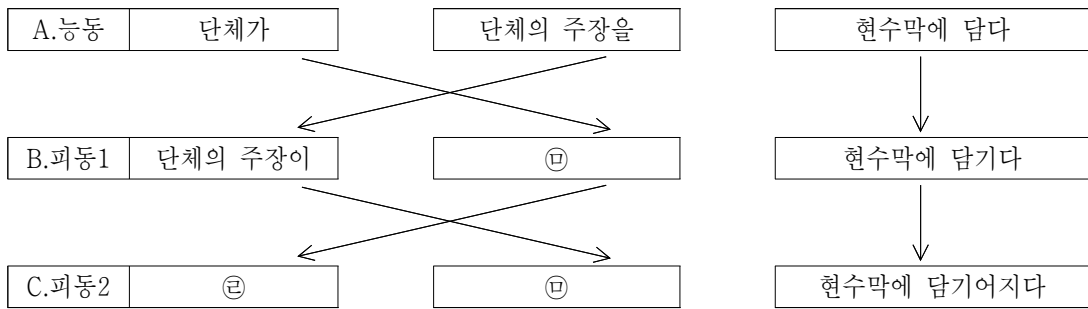 A.능동 단체가 단체의 주장을 현수막에 담다
B.피동1 단체의 주장이 ㉤ 현수막에 담기다
C.피동2 ㉣ ㉤ 현수막에 담기어지다